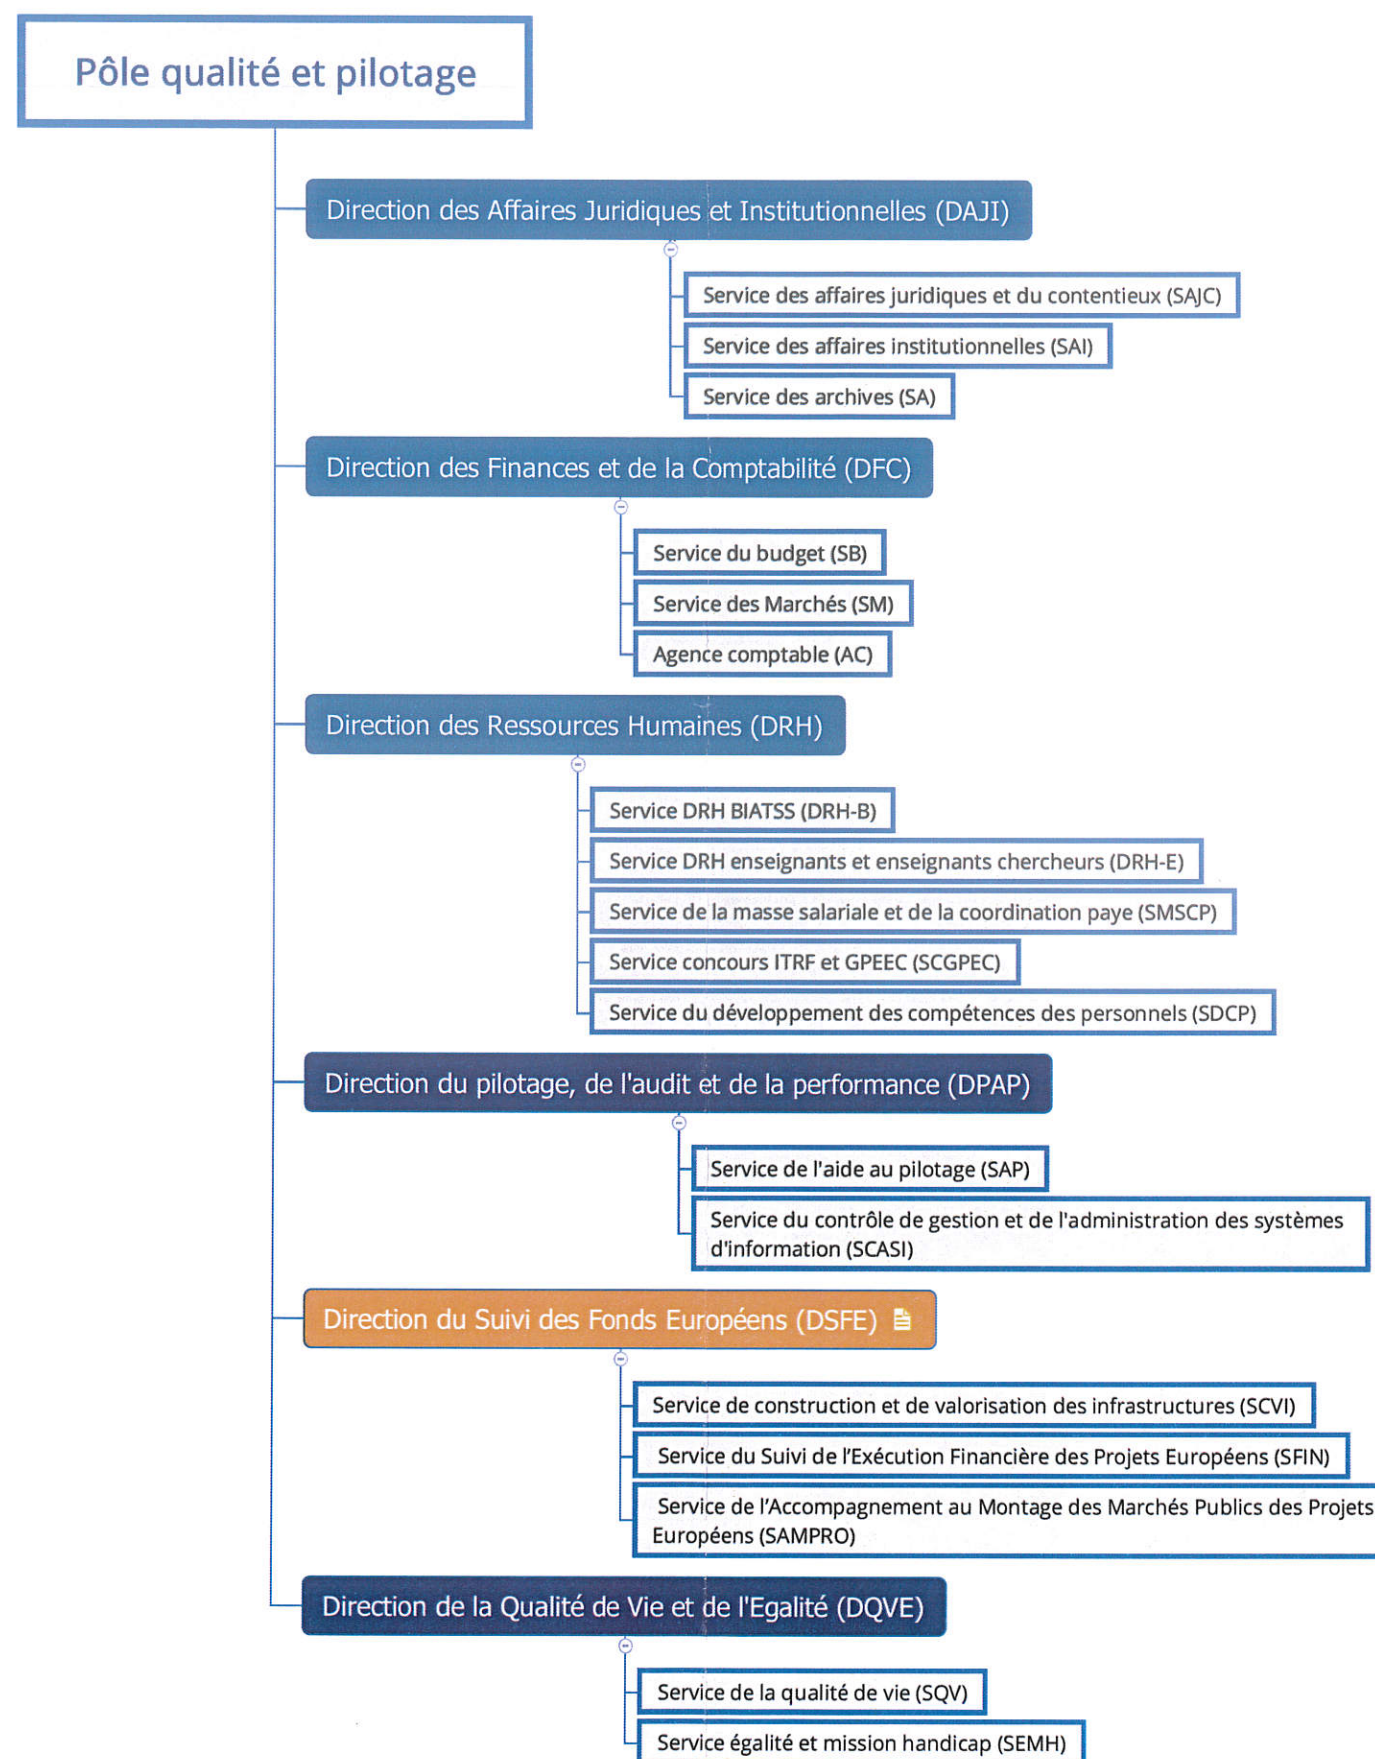 Pôle qualité et pilotage
Direction des Affaires Juridiques et Institutionnelles (DAJI)
Service des affaires juridiques et du contentieux (SAJC)
Service des affaires institutionnelles (SAI)
Service des archives (SA)
Direction des Finances et de la Comptabilité (DFC)
Service du budget (SB)
Service des Marchés (SM)
Agence comptable (AC)
Direction des Ressources Humaines (DRH)
Service DRH BIATSS (DRH-B)
Service DRH enseignants et enseignants chercheurs (DRH-E)
Service de la masse salariale et de la coordination paye (SMSCP)
Service concours ITRF et GPEEC (SCGPEC)
Service du développement des compétences des personnels (SDCP)
Direction du pilotage, de l'audit et de la performance (DPAP)
Service de l'aide au pilotage (SAP)
Service du contrôle de gestion et de l'administration des systèmes
d'information (SCASI)
Direction du Suivi des Fonds Européens (DSFE)
Service de construction et de valorisation des infrastructures (SCVI)
Service du Suivi de l’Exécution Financière des Projets Européens (SFIN)
Service de l’Accompagnement au Montage des Marchés Publics des Projets
Européens (SAMPRO)
Direction de la Qualité de Vie et de l'Egalité (DQVE)
Service de la qualité de vie (SQV)
Service égalité et mission handicap (SEMH)